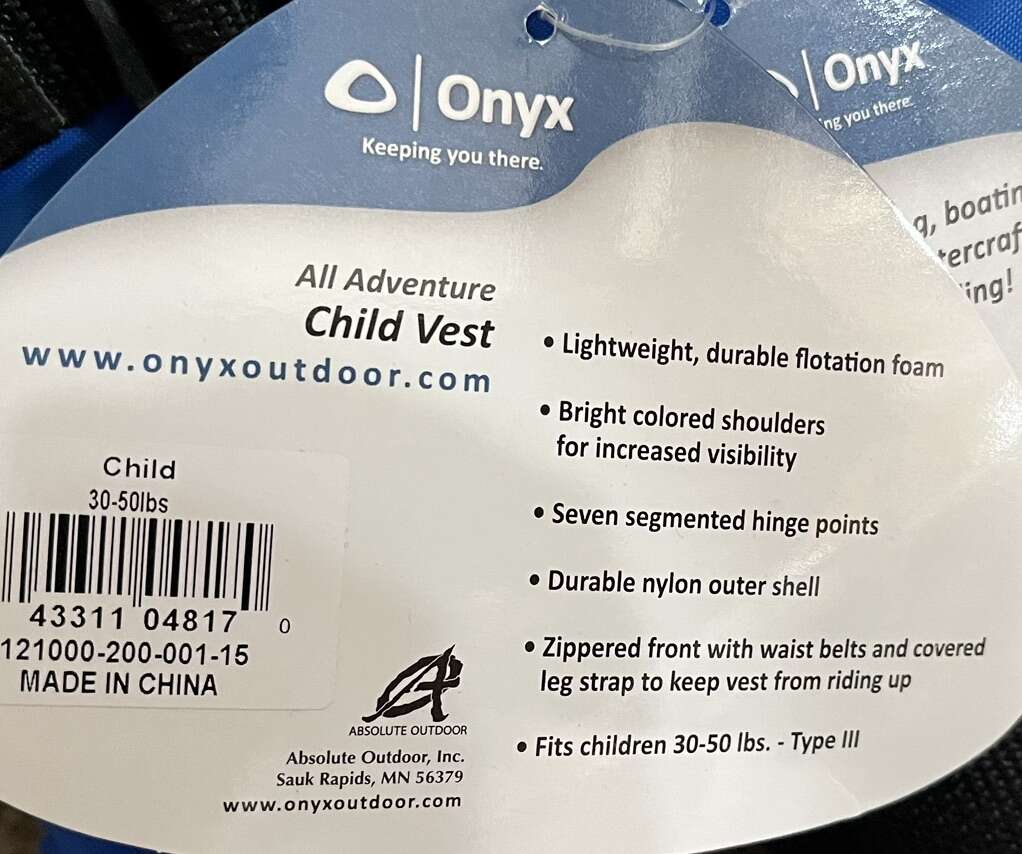 Onyx
Keeping you there.
Onyx
ng you there.
g, boatin
tercraf
ing!
All Adventure
Child Vest
www.onyxoutdoor.com
• Lightweight, durable flotation foam
• Bright colored shoulders
for increased visibility
• Seven segmented hinge points
• Durable nylon outer shell
• Zippered front with waist belts and covered
leg strap to keep vest from riding up
• Fits children 30-50 lbs. - Type III
Child
30-50lbs
43311 04817 0
121000-200-001-15
MADE IN CHINA
ABSOLUTE OUTDOOR
Absolute Outdoor, Inc.
Sauk Rapids, MN 56379
www.onyxoutdoor.com